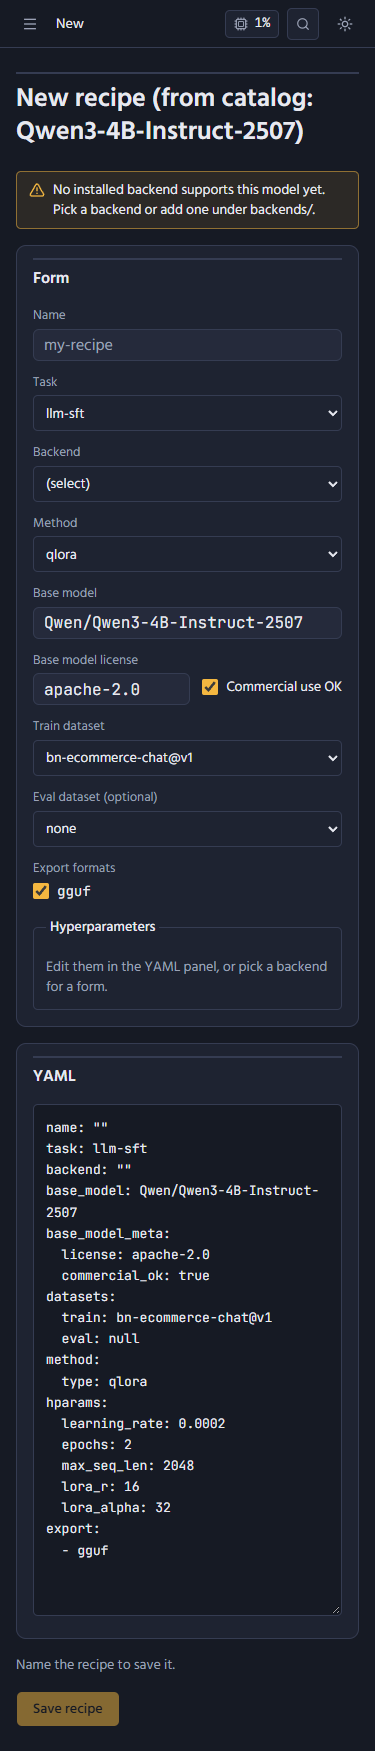 New
1%
New recipe (from catalog:
Qwen3-4B-Instruct-2507)
No installed backend supports this model yet.
Pick a backend or add one under backends/.
Form
Name
my-recipe
Task
llm-sft
Backend
(select)
Method
qlora
Base model
Qwen/Qwen3-4B-Instruct-2507
Base model license
apache-2.0
Commercial use OK
Train dataset
bn-ecommerce-chat@v1
Eval dataset (optional)
none
Export formats
gguf
Hyperparameters
Edit them in the YAML panel, or pick a backend
for a form.
YAML
name: ""
task: llm-sft
backend: ""
base_model: Qwen/Qwen3-4B-Instruct-
2507
base_model_meta:
  license: apache-2.0
  commercial_ok: true
datasets:
  train: bn-ecommerce-chat@v1
  eval: null
method:
  type: qlora
hparams:
  learning_rate: 0.0002
  epochs: 2
  max_seq_len: 2048
  lora_r: 16
  lora_alpha: 32
export:
  - gguf
Name the recipe to save it.
Save recipe